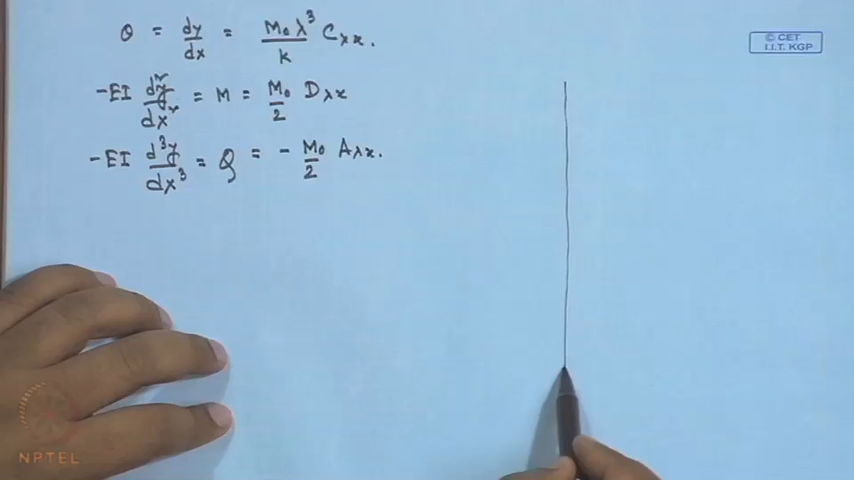 θ = dy/dx = M₀λ³/k Cλx.
-EI d²y/dx² = M = M₀/2 Dλx
-EI d³y/dx³ = Q = - M₀/2 Aλx.
© CET
I.I.T. KGP
NPTEL